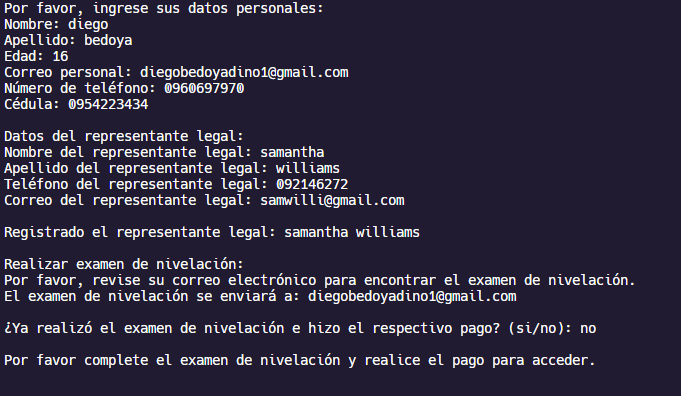 Por favor, ingrese sus datos personales:
Nombre: diego
Apellido: bedoya
Edad: 16
Correo personal: diegobedoyadino1@gmail.com
Número de teléfono: 0960697970
Cédula: 0954223434
Datos del representante legal:
Nombre del representante legal: samantha
Apellido del representante legal: williams
Teléfono del representante legal: 092146272
Correo del representante legal: samwilli@gmail.com
Registrado el representante legal: samantha williams
Realizar examen de nivelación:
Por favor, revise su correo electrónico para encontrar el examen de nivelación.
El examen de nivelación se enviará a: diegobedoyadino1@gmail.com
¿Ya realizó el examen de nivelación e hizo el respectivo pago? (si/no): no
Por favor complete el examen de nivelación y realice el pago para acceder.